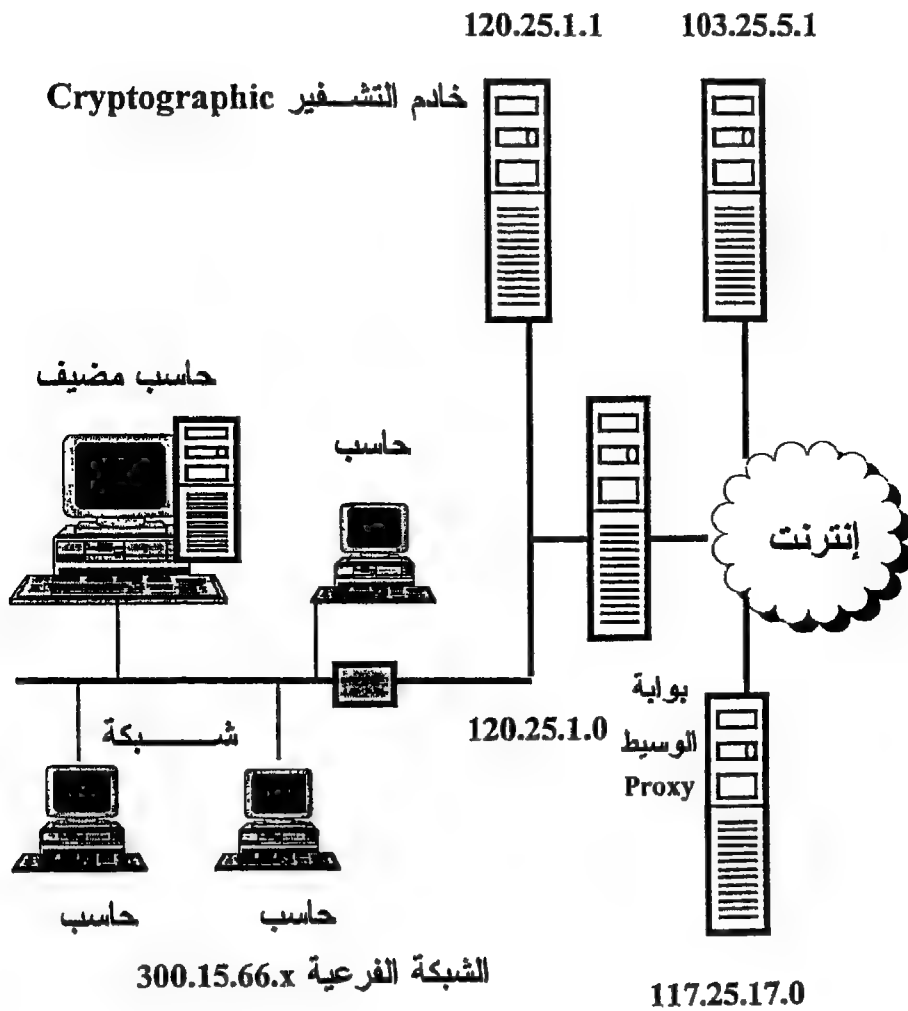 120.25.1.1
103.25.5.1
خادم التشفير Cryptographic
حاسب مضيف
حاسب
إنترنت
بوابة
الوسيط
Proxy
120.25.1.0
شبكة
حاسب
حاسب
الشبكة الفرعية 300.15.66.x
117.25.17.0